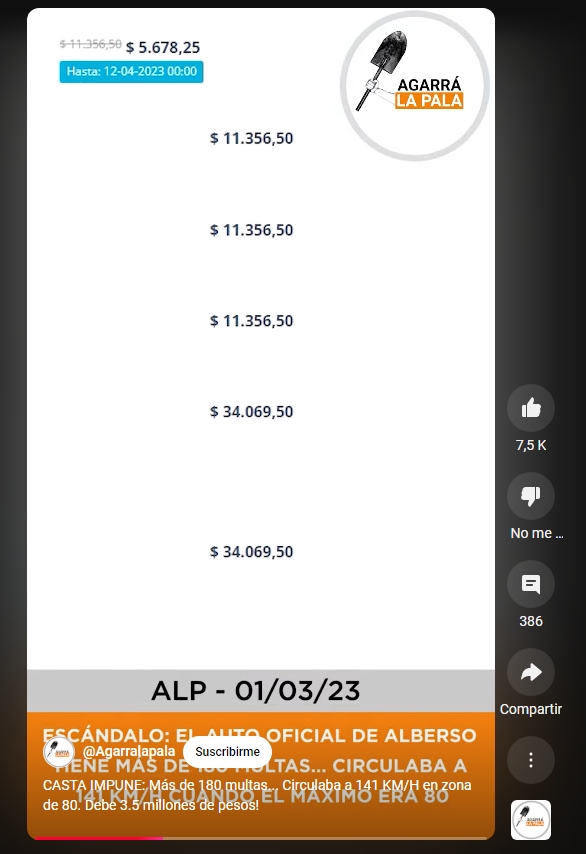 $ 11.356,50 $ 5.678,25
Hasta: 12-04-2023 00:00
AGARRÁ
LA PALA
$ 11.356,50
$ 11.356,50
$ 11.356,50
$ 34.069,50
$ 34.069,50
7,5 K
No me ...
386
Compartir
ALP - 01/03/23
ESCÁNDALO: EL AUTO OFICIAL DE ALBERSO
TIENE MÁS DE 180 MULTAS... CIRCULABA A
141 KM/H CUANDO EL MÁXIMO ERA 80
@Agarralapala Suscribirme
CASTA IMPUNE: Más de 180 multas... Circulaba a 141 KM/H en zona
de 80. Debe 3.5 millones de pesos!